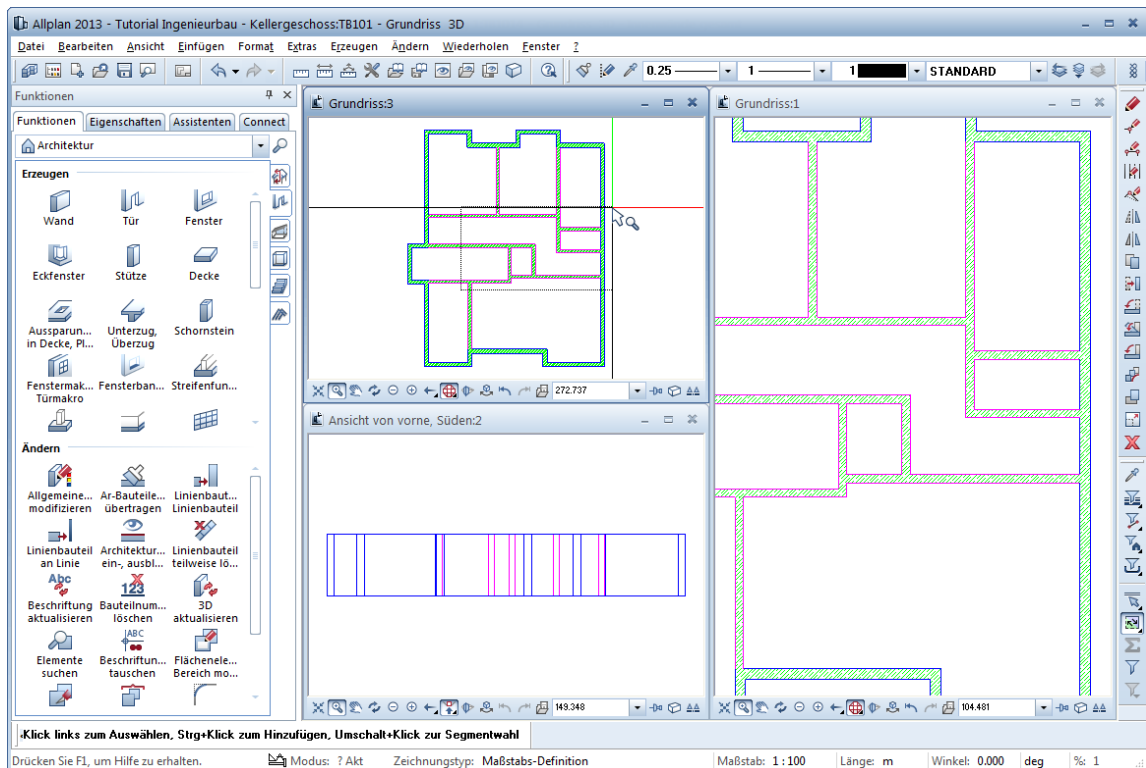 Allplan 2013 - Tutorial Ingenieurbau - Kellergeschoss:TB101 - Grundriss 3D
Datei Bearbeiten Ansicht Einfügen Format Extras Erzeugen Ändern Wiederholen Fenster ?
0.25 1 1 STANDARD
Funktionen
Funktionen Eigenschaften Assistenten Connect
Architektur
Erzeugen
Wand Tür Fenster
Eckfenster Stütze Decke
Aussparun... in Decke, Pl...
Unterzug, Überzug
Schornstein
Fenstermak... Türmakro
Fensterban...
Streifenfun...
Ändern
Allgemeine... modifizieren
Ar-Bauteile... übertragen
Linienbaut... Linienbauteil
Linienbauteil an Linie
Architektur... ein-, ausbl...
Linienbauteil teilweise lö...
Abc
Beschriftung aktualisieren
123
Bauteilnum... löschen
3D aktualisieren
Elemente suchen
ABC
Beschriftun... tauschen
Flächenele... Bereich mo...
Grundriss:3
272.737
Ansicht von vorne, Süden:2
149.348
Grundriss:1
104.481
Klick links zum Auswählen, Strg+Klick zum Hinzufügen, Umschalt+Klick zur Segmentwahl
Drücken Sie F1, um Hilfe zu erhalten. Modus: ? Akt Zeichnungstyp: Maßstabs-Definition Maßstab: 1:100 Länge: m Winkel: 0.000 deg %: 1